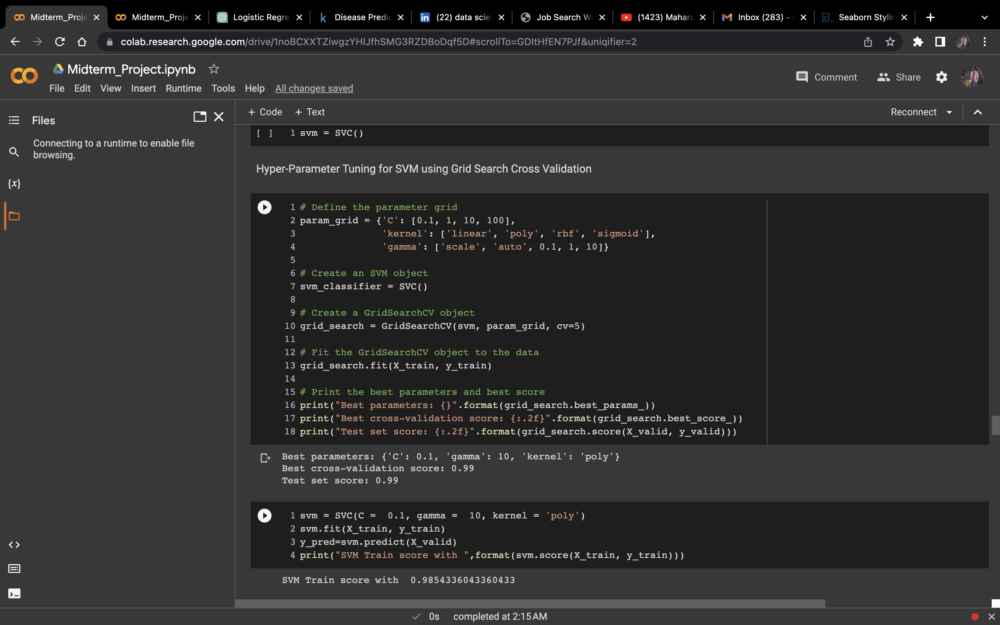 Midterm_Proje
Midterm_Proje
Logistic Regre
Disease Predic
(22) data scien
Job Search We
(1423) Mahara
Inbox (283) -
Seaborn Stylin
colab.research.google.com/drive/1noBCXXTZiwgzYHIJfhSMG3RZDBoDqf5D#scrollTo=GDItHfEN7PJf&uniqifier=2
Midterm_Project.ipynb
Comment
Share
File Edit View Insert Runtime Tools Help All changes saved
Files
+ Code + Text
Reconnect
Connecting to a runtime to enable file
browsing.
{x}
[ ] 1 svm = SVC()
Hyper-Parameter Tuning for SVM using Grid Search Cross Validation
1 # Define the parameter grid
2 param_grid = {'C': [0.1, 1, 10, 100],
3 'kernel': ['linear', 'poly', 'rbf', 'sigmoid'],
4 'gamma': ['scale', 'auto', 0.1, 1, 10]}
5
6 # Create an SVM object
7 svm_classifier = SVC()
8
9 # Create a GridSearchCV object
10 grid_search = GridSearchCV(svm, param_grid, cv=5)
11
12 # Fit the GridSearchCV object to the data
13 grid_search.fit(X_train, y_train)
14
15 # Print the best parameters and best score
16 print("Best parameters: {}".format(grid_search.best_params_))
17 print("Best cross-validation score: {:.2f}".format(grid_search.best_score_))
18 print("Test set score: {:.2f}".format(grid_search.score(X_valid, y_valid)))
Best parameters: {'C': 0.1, 'gamma': 10, 'kernel': 'poly'}
Best cross-validation score: 0.99
Test set score: 0.99
1 svm = SVC(C =  0.1, gamma =  10, kernel = 'poly')
2 svm.fit(X_train, y_train)
3 y_pred=svm.predict(X_valid)
4 print("SVM Train score with ",format(svm.score(X_train, y_train)))
SVM Train score with  0.9854336043360433
0s completed at 2:15 AM